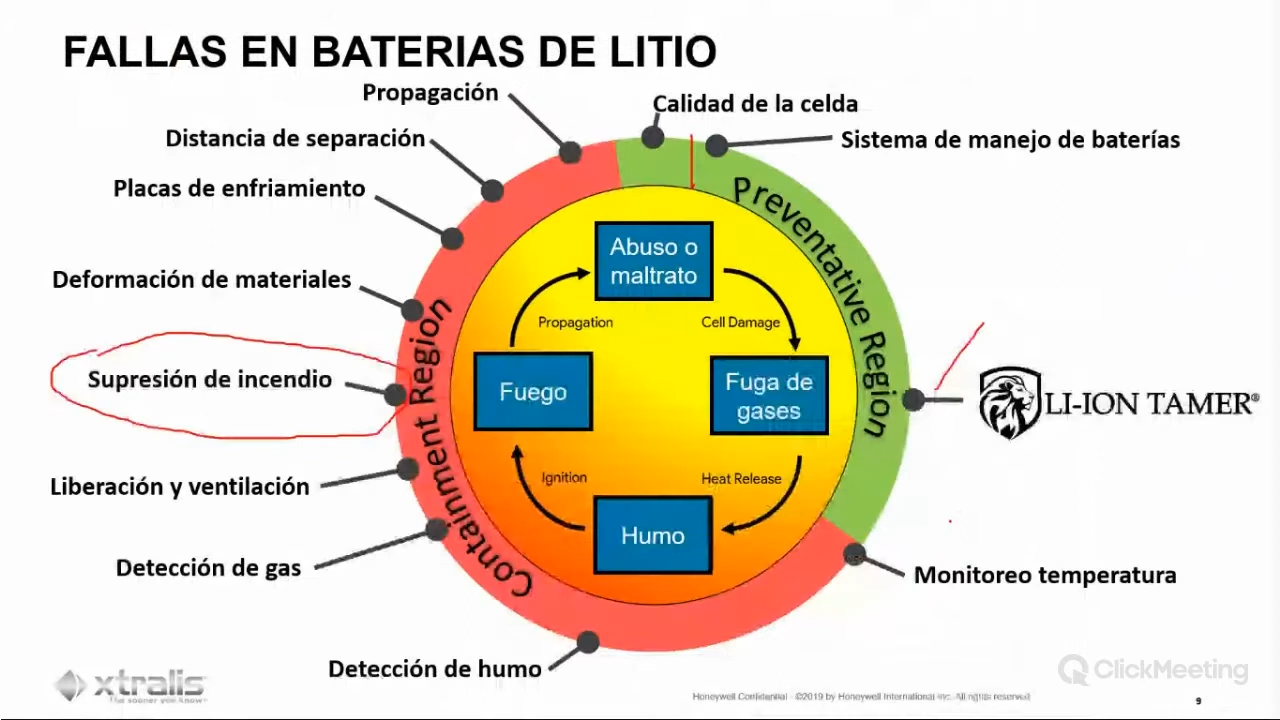 FALLAS EN BATERIAS DE LITIO
Propagación
Calidad de la celda
Distancia de separación
Sistema de manejo de baterías
Placas de enfriamiento
Preventative Region
Abuso o
maltrato
Deformación de materiales
Propagation
Cell Damage
Supresión de incendio
Containment Region
Fuego
Fuga de
gases
LI-ION TAMER®
Liberación y ventilación
Ignition
Heat Release
Humo
Detección de gas
Monitoreo temperatura
Detección de humo
xtralis
The sooner you know
ClickMeeting
Honeywell Confidential - ©2019 by Honeywell International Inc. All rights reserved.
9